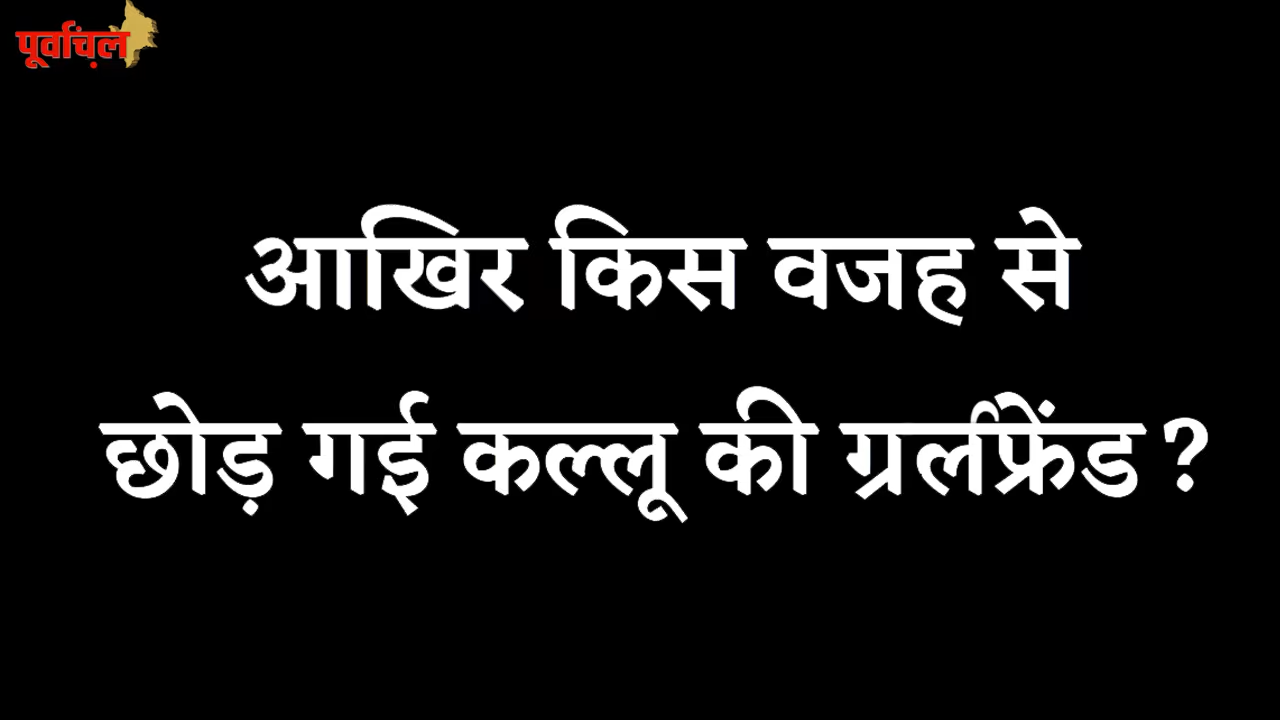 पूर्वांचल
आखिर किस वजह से
छोड़ गई कल्लू की ग्रर्लफ्रेंड ?